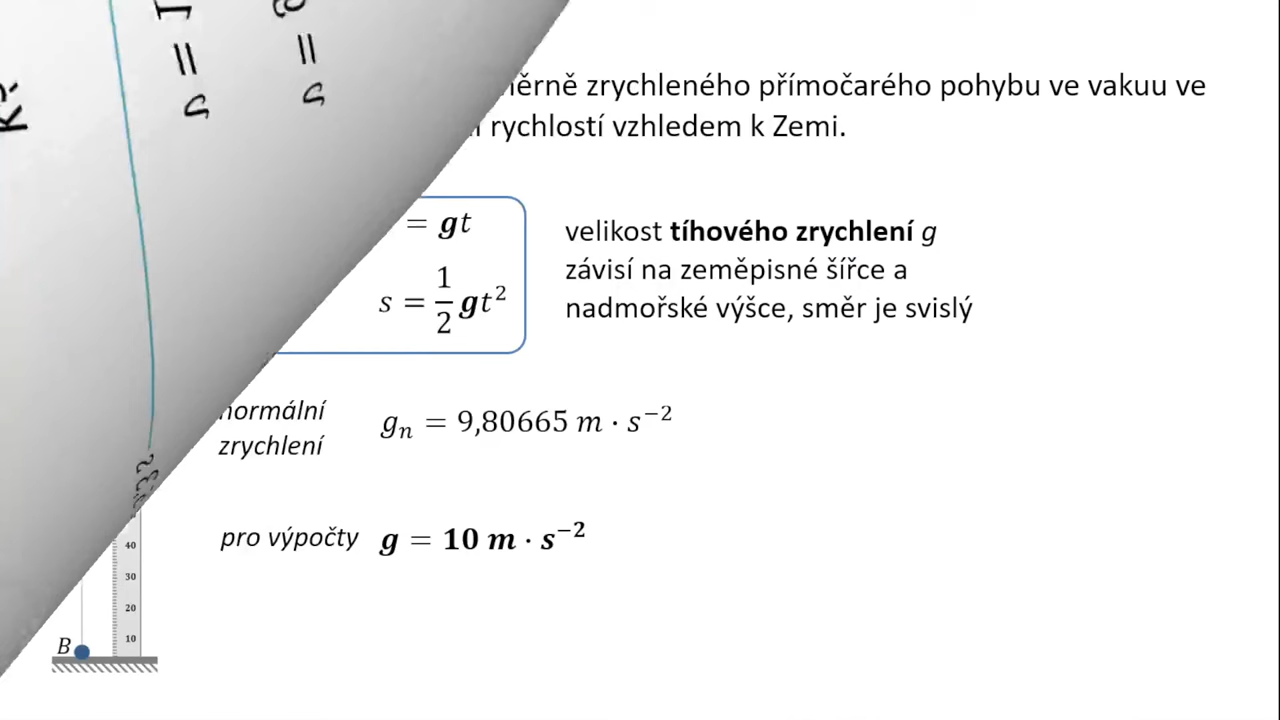 zrychleného přímočarého pohybu ve vakuu ve
rychlostí vzhledem k Zemi.
= gt
s = 1/2 gt²
velikost tíhového zrychlení g
závisí na zeměpisné šířce a
nadmořské výšce, směr je svislý
normální
zrychlení
gₙ = 9,80665 m · s⁻²
pro výpočty g = 10 m · s⁻²
40
30
20
10
B
s =
s =